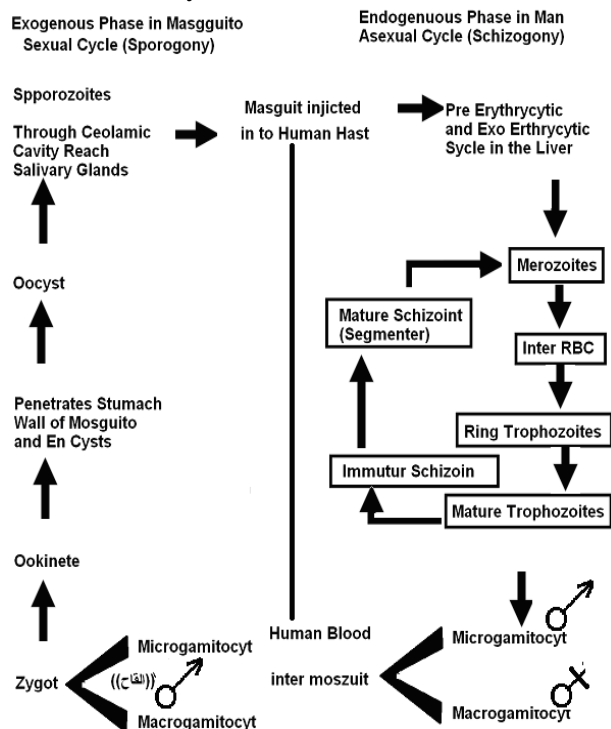 Exogenous Phase in Masgguito
Sexual Cycle (Sporogony)
Endogenuous Phase in Man
Asexual Cycle (Schizogony)
Spporozoites
Through Ceolamic
Cavity Reach
Salivary Glands
Masguit injicted
in to Human Hast
Pre Erythrycytic
and Exo Erthrycytic
Sycle in the Liver
Oocyst
Merozoites
Mature Schizoint
(Segmenter)
Inter RBC
Penetrates Stumach
Wall of Mosguito
and En Cysts
Ring Trophozoites
Immutur Schizoin
Mature Trophozoites
Ookinete
Human Blood
Microgamitocyt
Microgamitocyt
Zygot
inter moszuit
Macrogamitocyt
Macrogamitocyt